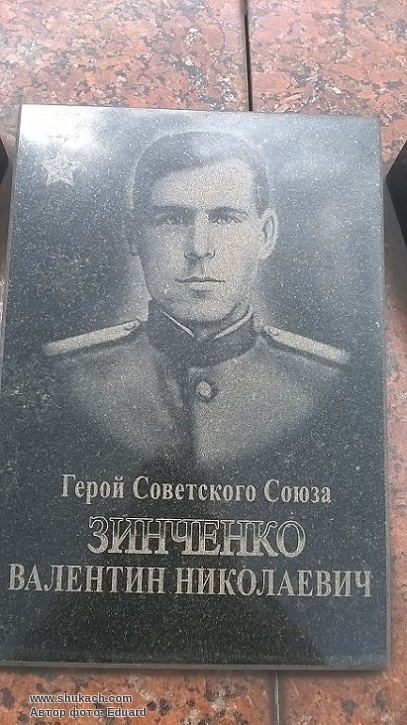 Герой Советского Союза
ЗИНЧЕНКО
ВАЛЕНТИН НИКОЛАЕВИЧ
www.shukach.com
Автор фото: Eduard